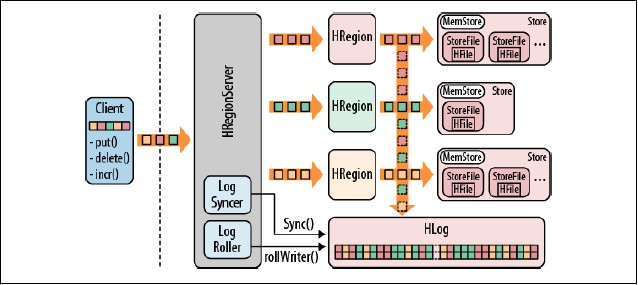 Client
- put()
- delete()
- incr()
HRegionServer
Log
Syncer
Log
Roller
Sync()
rollWriter()
HRegion
HRegion
HRegion
MemStore
Store
StoreFile
HFile
StoreFile
HFile
...
MemStore
Store
StoreFile
HFile
MemStore
Store
StoreFile
HFile
StoreFile
HFile
...
HLog